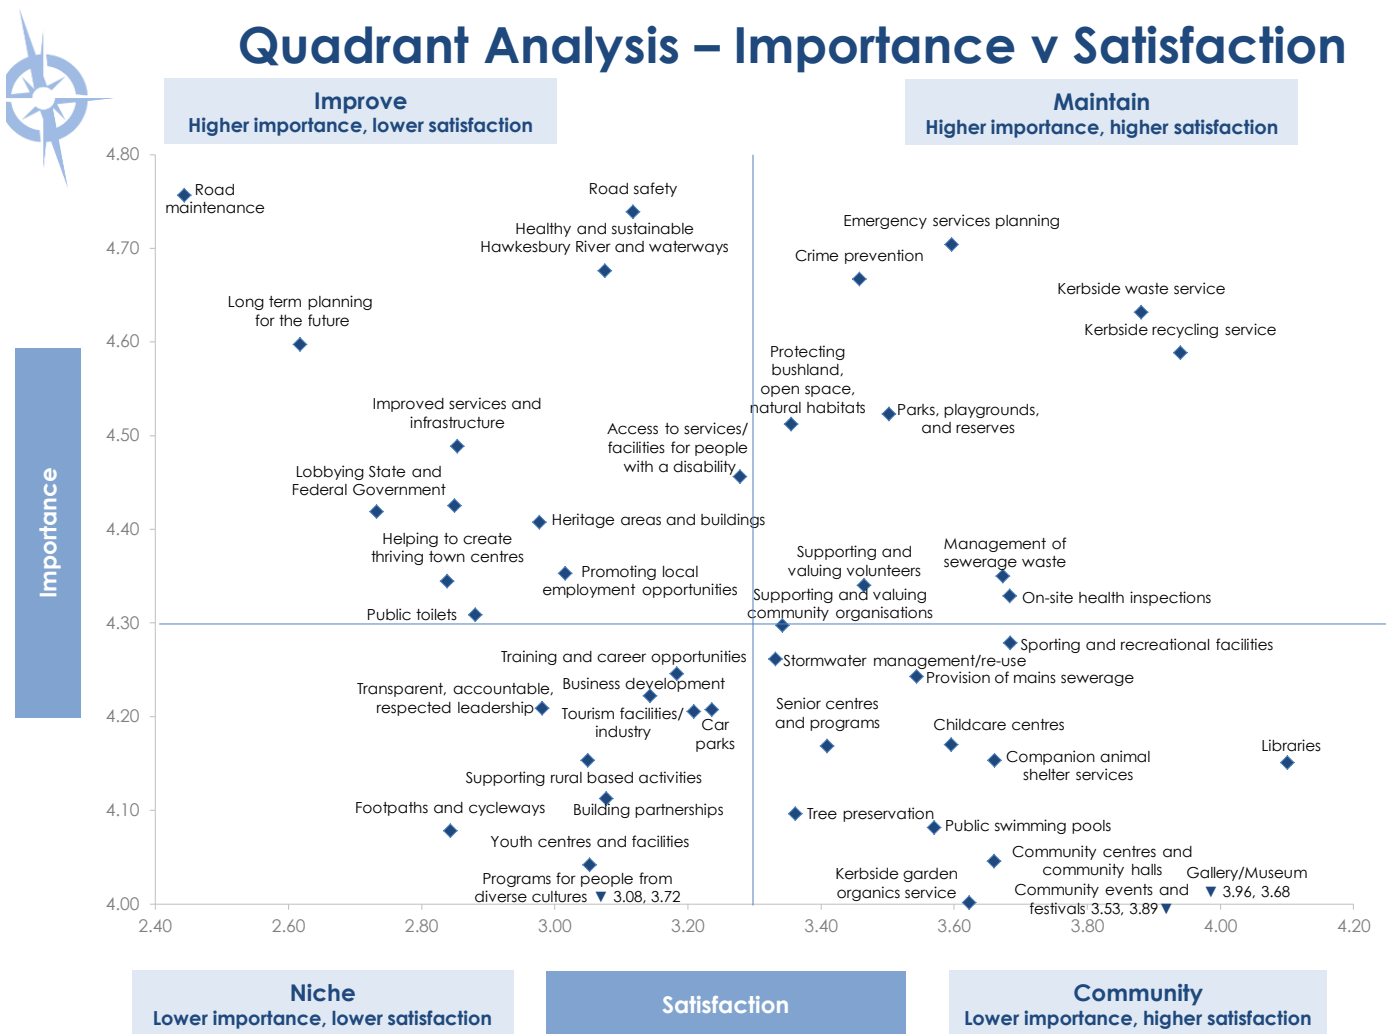 Quadrant Analysis – Importance v Satisfaction
Improve
Higher importance, lower satisfaction
Maintain
Higher importance, higher satisfaction
4.80
4.70
4.60
4.50
4.40
4.30
4.20
4.10
4.00
Importance
Road
maintenance
Road safety
Healthy and sustainable
Hawkesbury River and waterways
Long term planning
for the future
Improved services and
infrastructure
Access to services/
facilities for people
with a disability
Lobbying State and
Federal Government
Heritage areas and buildings
Helping to create
thriving town centres
Promoting local
employment opportunities
Public toilets
Emergency services planning
Crime prevention
Kerbside waste service
Kerbside recycling service
Protecting
bushland,
open space,
natural habitats
Parks, playgrounds,
and reserves
Supporting and
valuing volunteers
Management of
sewerage waste
Supporting and valuing
community organisations
On-site health inspections
Training and career opportunities
Business development
Transparent, accountable,
respected leadership
Tourism facilities/
industry
Car
parks
Supporting rural based activities
Footpaths and cycleways
Building partnerships
Youth centres and facilities
Programs for people from
diverse cultures
3.08, 3.72
Sporting and recreational facilities
Stormwater management/re-use
Provision of mains sewerage
Senior centres
and programs
Childcare centres
Companion animal
shelter services
Libraries
Tree preservation
Public swimming pools
Community centres and
community halls
Kerbside garden
organics service
Gallery/Museum
3.96, 3.68
Community events and
festivals 3.53, 3.89
2.40
2.60
2.80
3.00
3.20
3.40
3.60
3.80
4.00
4.20
Niche
Lower importance, lower satisfaction
Satisfaction
Community
Lower importance, higher satisfaction